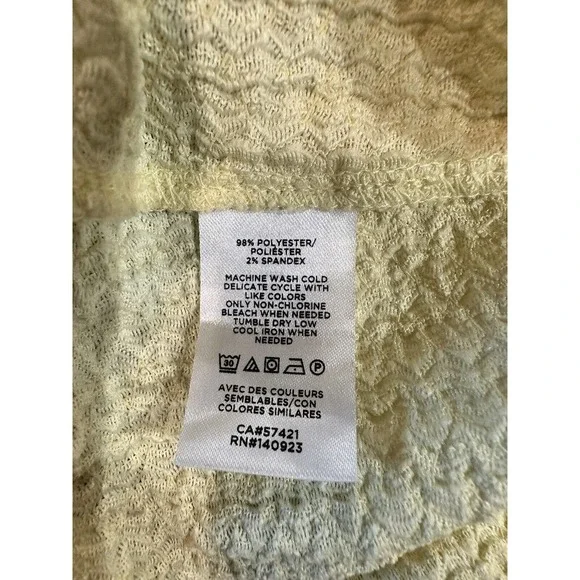 98% POLYESTER/
POLIÉSTER
2% SPANDEX
MACHINE WASH COLD
DELICATE CYCLE WITH
LIKE COLORS
ONLY NON-CHLORINE
BLEACH WHEN NEEDED
TUMBLE DRY LOW
COOL IRON WHEN
NEEDED
30 P
AVEC DES COULEURS
SEMBLABLES/CON
COLORES SIMILARES
CA#57421
RN#140923